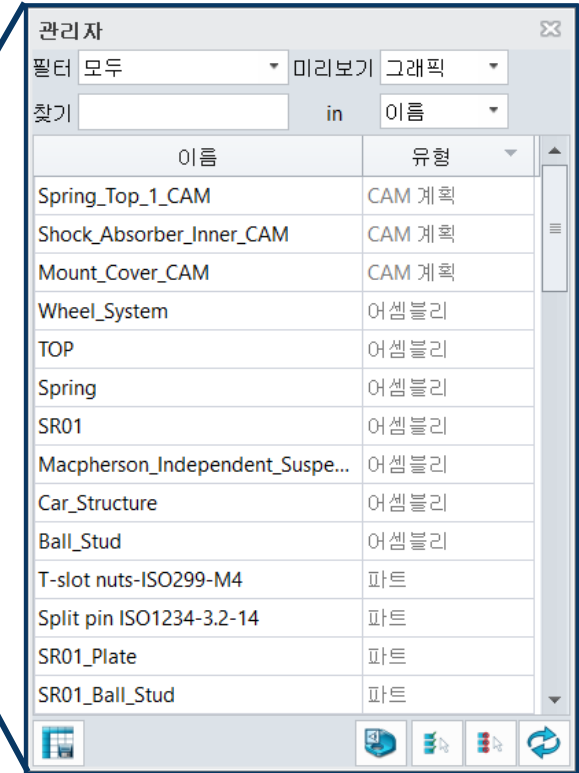 관리자
필터 모두 미리보기 그래픽
찾기 in 이름
이름 유형
Spring_Top_1_CAM CAM 계획
Shock_Absorber_Inner_CAM CAM 계획
Mount_Cover_CAM CAM 계획
Wheel_System 어셈블리
TOP 어셈블리
Spring 어셈블리
SR01 어셈블리
Macpherson_Independent_Suspe... 어셈블리
Car_Structure 어셈블리
Ball_Stud 어셈블리
T-slot nuts-ISO299-M4 파트
Split pin ISO1234-3.2-14 파트
SR01_Plate 파트
SR01_Ball_Stud 파트